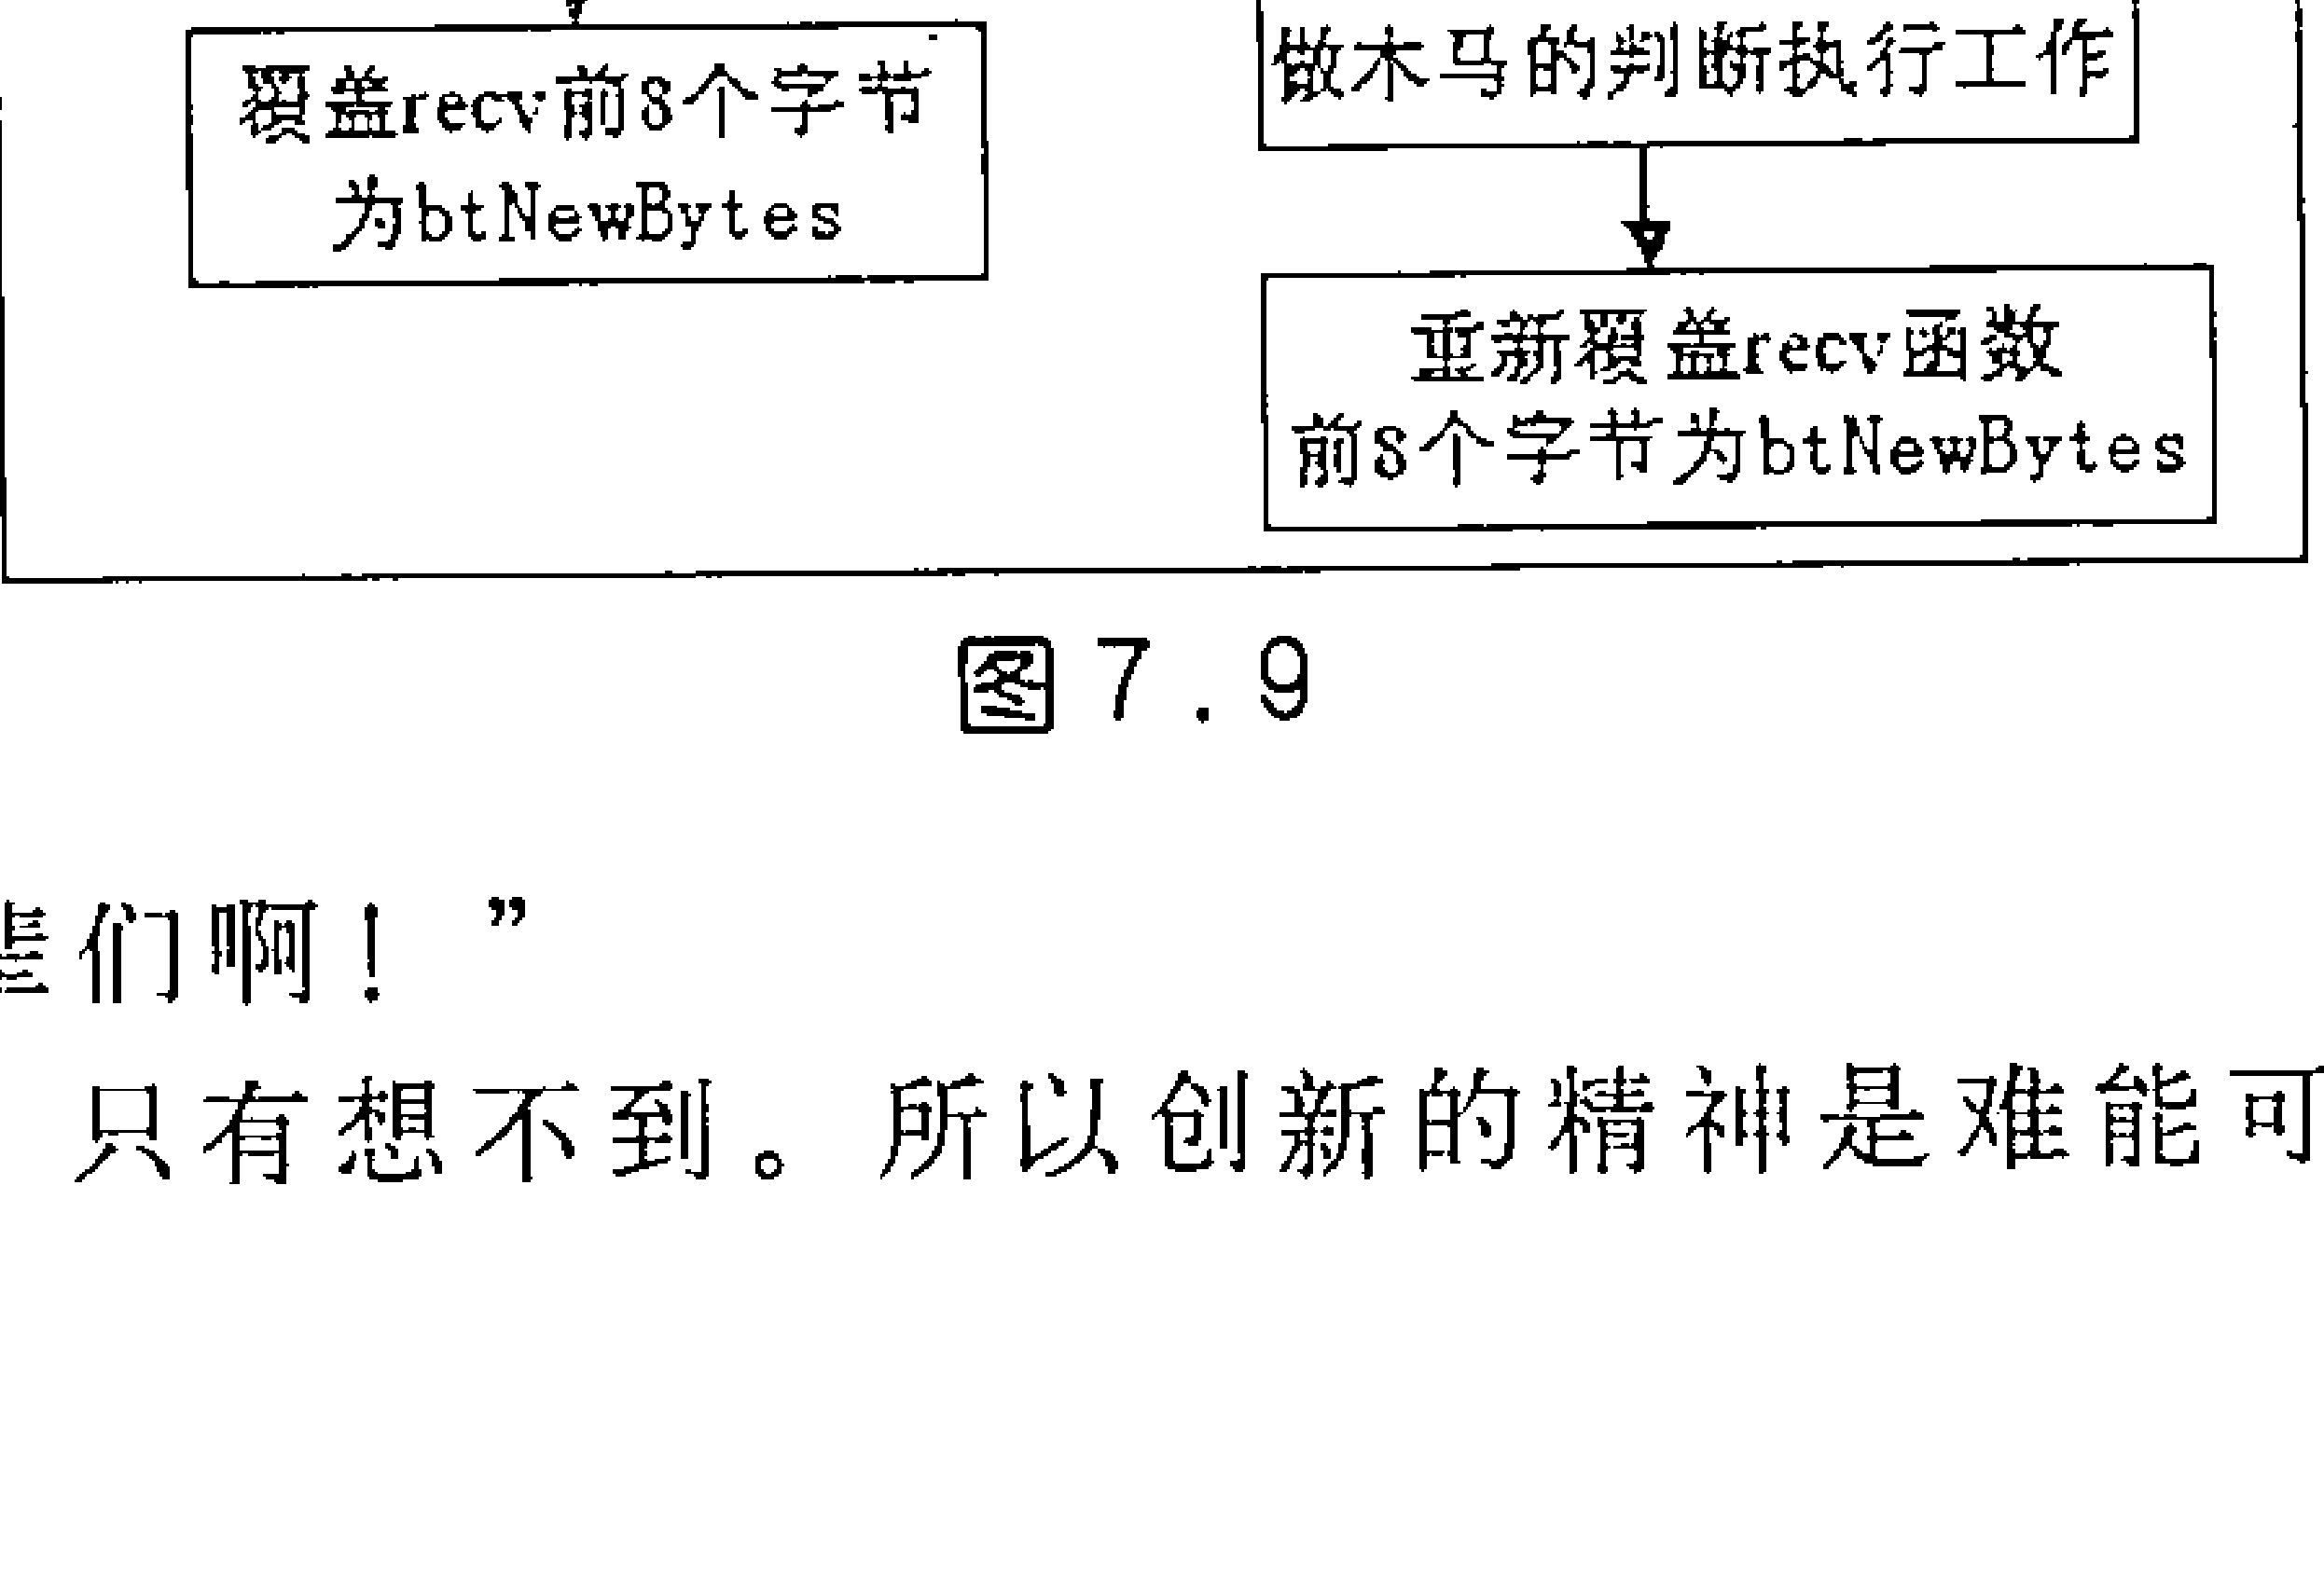 覆盖recv前8个字节
为btNewBytes
做木马的判断执行工作
重新覆盖recv函数
前8个字节为btNewBytes
图7.9
们啊！”
只有想不到。所以创新的精神是难能可